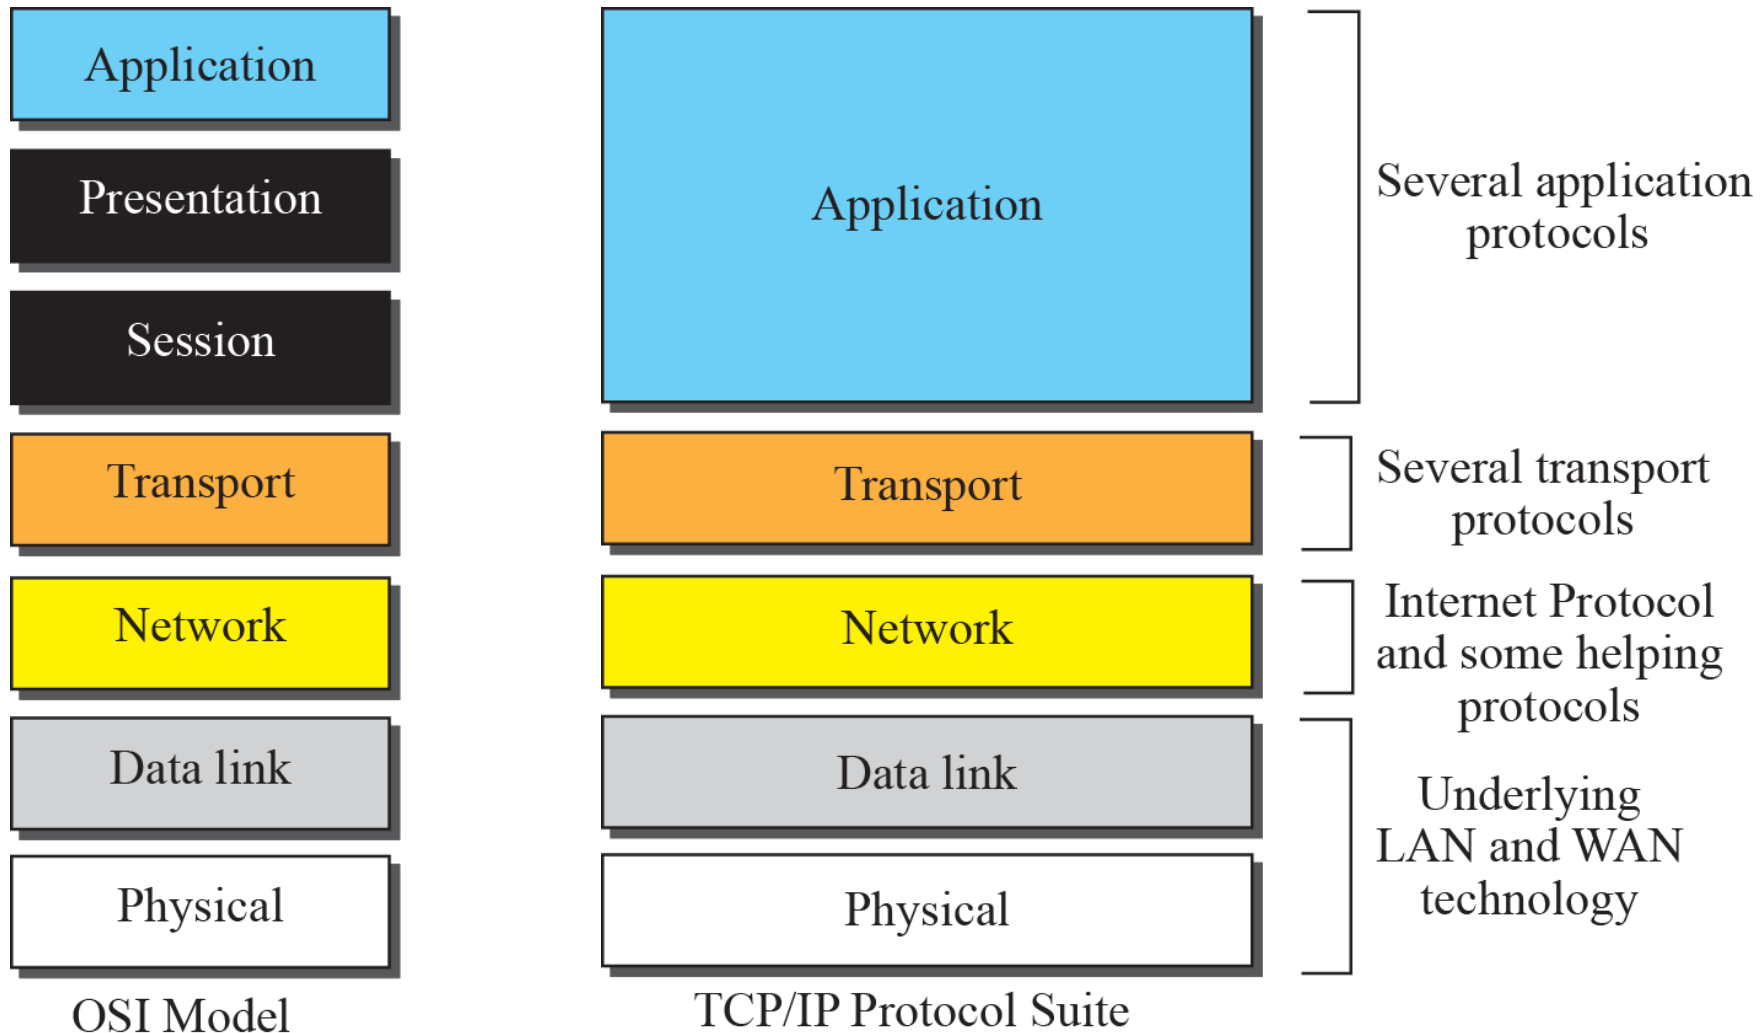 Application
Presentation
Session
Transport
Network
Data link
Physical
OSI Model
Application
Transport
Network
Data link
Physical
TCP/IP Protocol Suite
Several application
protocols
Several transport
protocols
Internet Protocol
and some helping
protocols
Underlying
LAN and WAN
technology